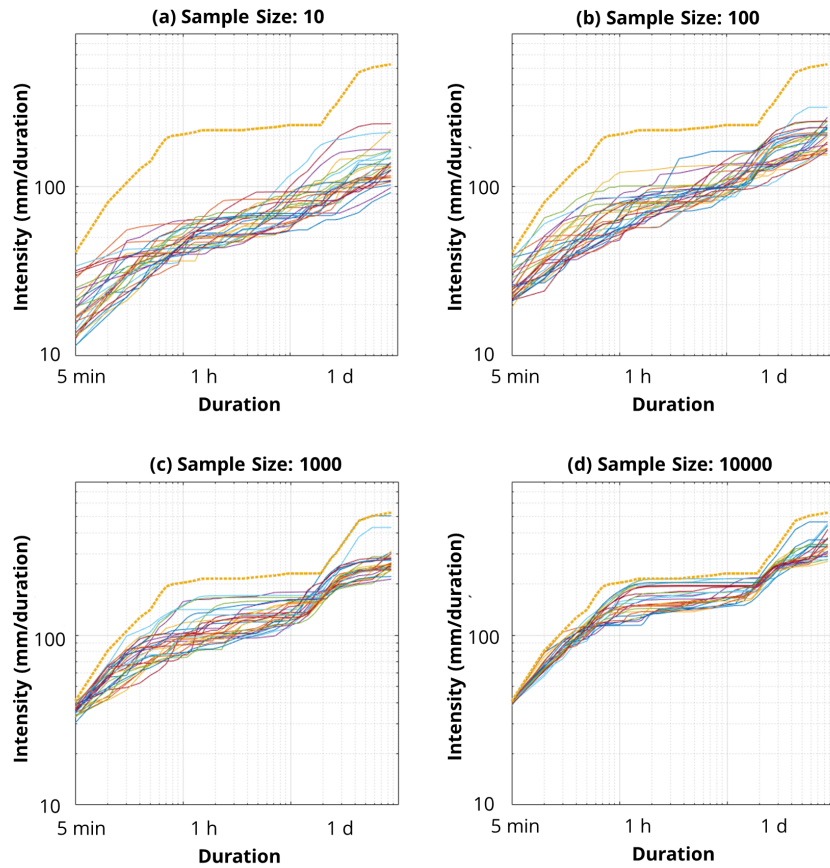 (a) Sample Size: 10
Intensity (mm/duration)
100
10
5 min
1 h
1 d
Duration
(b) Sample Size: 100
Intensity (mm/duration)
100
10
5 min
1 h
1 d
Duration
(c) Sample Size: 1000
Intensity (mm/duration)
100
10
5 min
1 h
1 d
Duration
(d) Sample Size: 10000
Intensity (mm/duration)
100
10
5 min
1 h
1 d
Duration